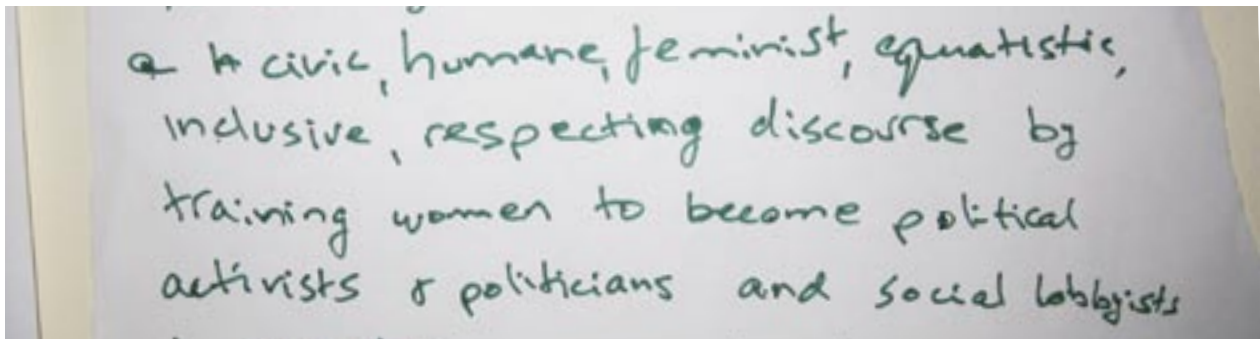 a civic, humane, feminist, equatistic,
inclusive, respecting discourse by
training women to become political
activists & politicians and social lobbyists